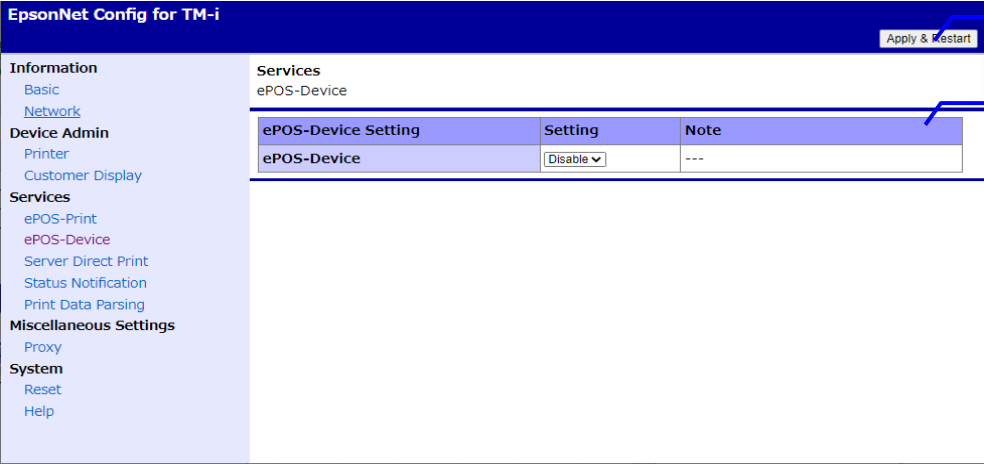 EpsonNet Config for TM-i
Apply & Restart
Information
Basic
Network
Device Admin
Printer
Customer Display
Services
ePOS-Print
ePOS-Device
Server Direct Print
Status Notification
Print Data Parsing
Miscellaneous Settings
Proxy
System
Reset
Help
Services
ePOS-Device
ePOS-Device Setting Setting Note
ePOS-Device Disable ---